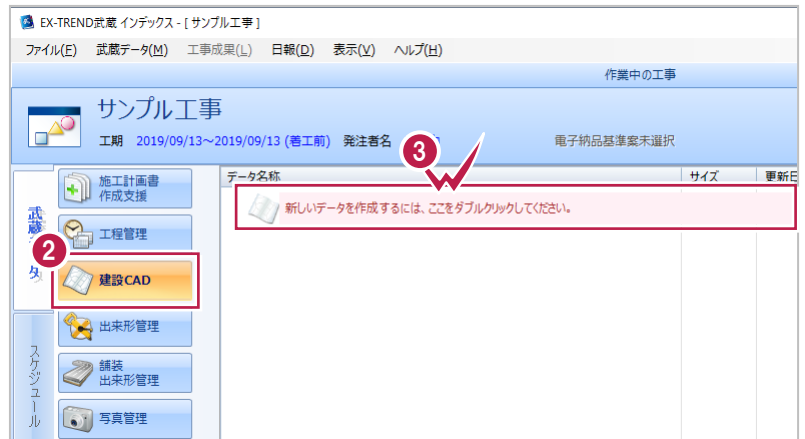 EX-TREND武蔵 インデックス - [ サンプル工事 ]
ファイル(F) 武蔵データ(M) 工事成果(L) 日報(D) 表示(V) ヘルプ(H)
作業中の工事
サンプル工事
工期 2019/09/13～2019/09/13 (着工前) 発注者名 電子納品基準案未選択
3
データ名称 サイズ 更新日
新しいデータを作成するには、ここをダブルクリックしてください。
施工計画書
作成支援
工程管理
2
建設CAD
出来形管理
舗装
出来形管理
写真管理
スケジュール